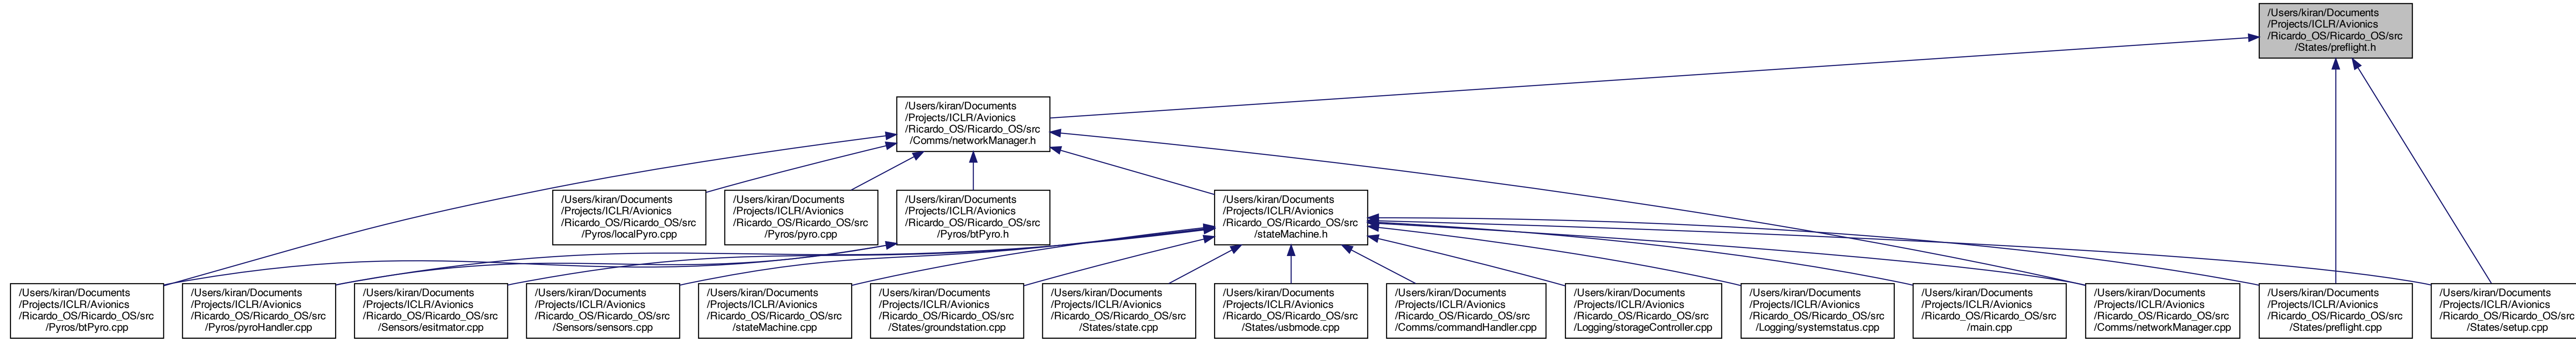 /Users/kiran/Documents
/Projects/ICLR/Avionics
/Ricardo_OS/Ricardo_OS/src
/States/preflight.h
/Users/kiran/Documents
/Projects/ICLR/Avionics
/Ricardo_OS/Ricardo_OS/src
/Comms/networkManager.h
/Users/kiran/Documents
/Projects/ICLR/Avionics
/Ricardo_OS/Ricardo_OS/src
/Pyros/localPyro.cpp
/Users/kiran/Documents
/Projects/ICLR/Avionics
/Ricardo_OS/Ricardo_OS/src
/Pyros/pyro.cpp
/Users/kiran/Documents
/Projects/ICLR/Avionics
/Ricardo_OS/Ricardo_OS/src
/Pyros/btPyro.h
/Users/kiran/Documents
/Projects/ICLR/Avionics
/Ricardo_OS/Ricardo_OS/src
/stateMachine.h
/Users/kiran/Documents
/Projects/ICLR/Avionics
/Ricardo_OS/Ricardo_OS/src
/Pyros/btPyro.cpp
/Users/kiran/Documents
/Projects/ICLR/Avionics
/Ricardo_OS/Ricardo_OS/src
/Pyros/pyroHandler.cpp
/Users/kiran/Documents
/Projects/ICLR/Avionics
/Ricardo_OS/Ricardo_OS/src
/Sensors/esitmator.cpp
/Users/kiran/Documents
/Projects/ICLR/Avionics
/Ricardo_OS/Ricardo_OS/src
/Sensors/sensors.cpp
/Users/kiran/Documents
/Projects/ICLR/Avionics
/Ricardo_OS/Ricardo_OS/src
/stateMachine.cpp
/Users/kiran/Documents
/Projects/ICLR/Avionics
/Ricardo_OS/Ricardo_OS/src
/States/groundstation.cpp
/Users/kiran/Documents
/Projects/ICLR/Avionics
/Ricardo_OS/Ricardo_OS/src
/States/state.cpp
/Users/kiran/Documents
/Projects/ICLR/Avionics
/Ricardo_OS/Ricardo_OS/src
/States/usbmode.cpp
/Users/kiran/Documents
/Projects/ICLR/Avionics
/Ricardo_OS/Ricardo_OS/src
/Comms/commandHandler.cpp
/Users/kiran/Documents
/Projects/ICLR/Avionics
/Ricardo_OS/Ricardo_OS/src
/Logging/storageController.cpp
/Users/kiran/Documents
/Projects/ICLR/Avionics
/Ricardo_OS/Ricardo_OS/src
/Logging/systemstatus.cpp
/Users/kiran/Documents
/Projects/ICLR/Avionics
/Ricardo_OS/Ricardo_OS/src
/main.cpp
/Users/kiran/Documents
/Projects/ICLR/Avionics
/Ricardo_OS/Ricardo_OS/src
/Comms/networkManager.cpp
/Users/kiran/Documents
/Projects/ICLR/Avionics
/Ricardo_OS/Ricardo_OS/src
/States/preflight.cpp
/Users/kiran/Documents
/Projects/ICLR/Avionics
/Ricardo_OS/Ricardo_OS/src
/States/setup.cpp